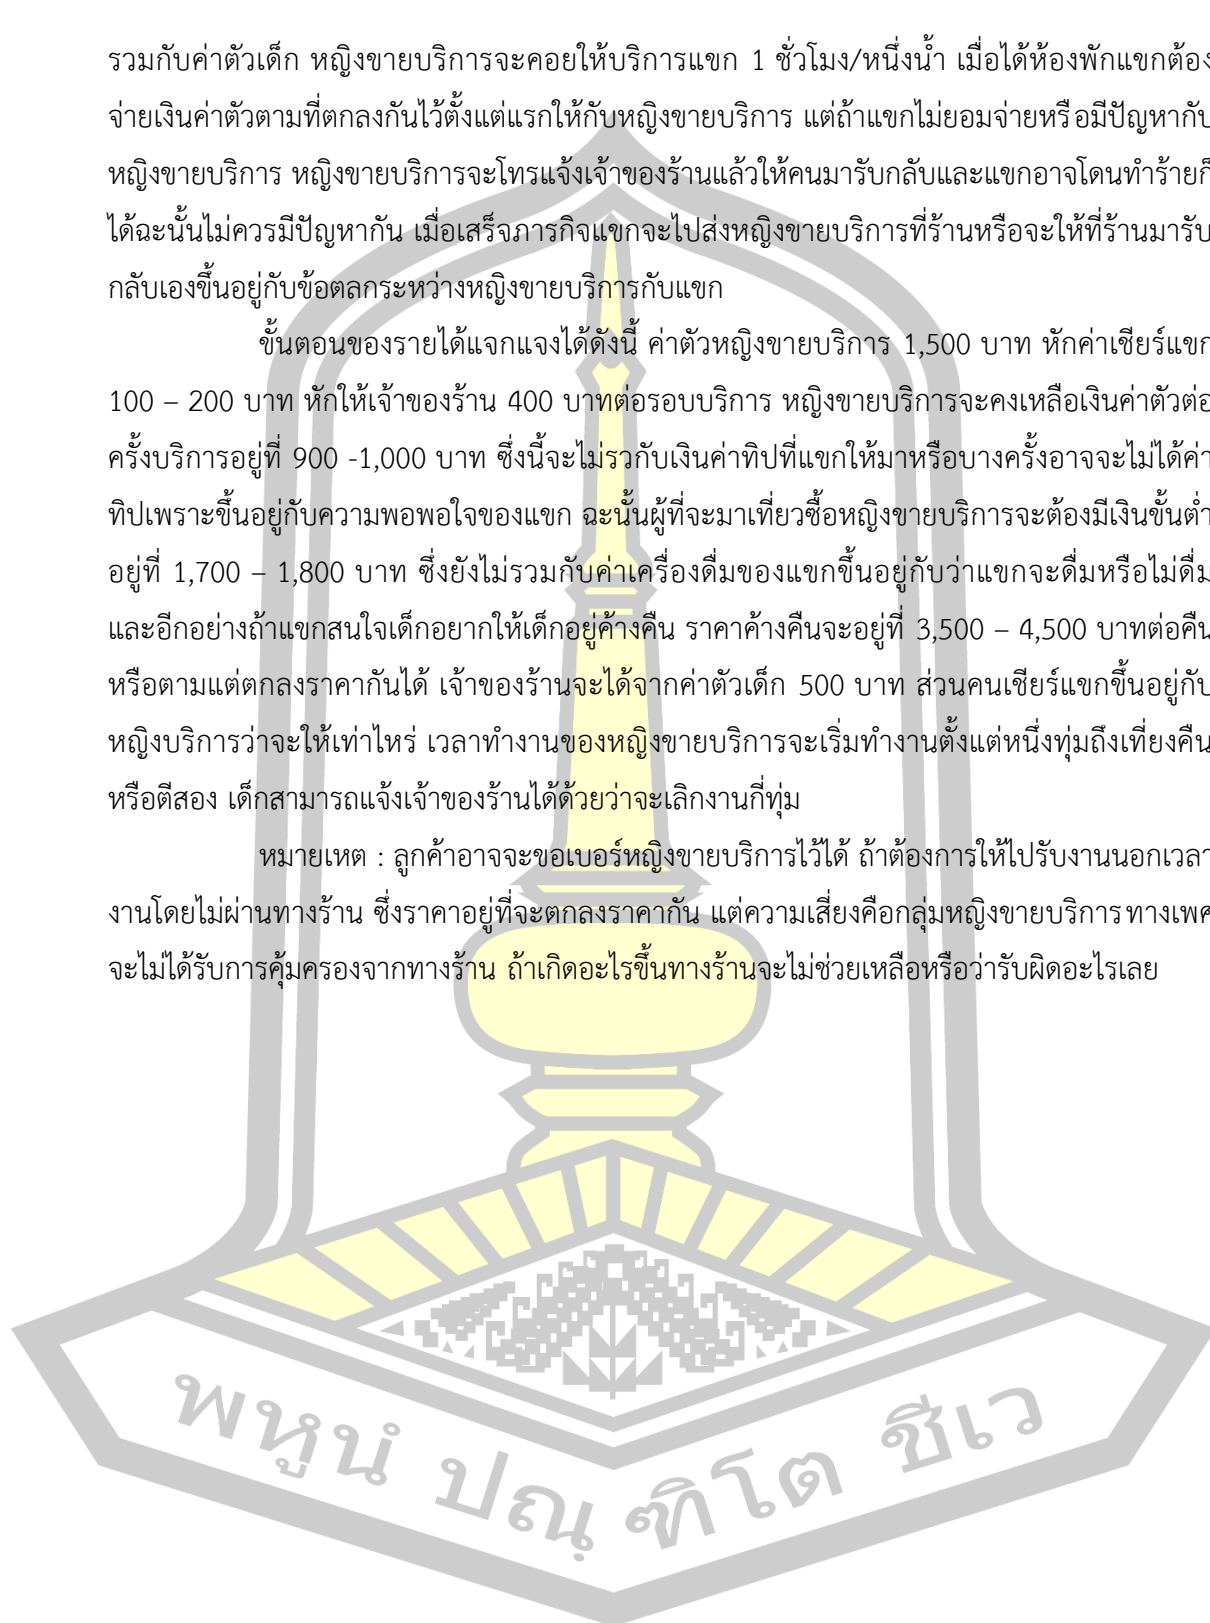 รวมกับค่าตัวเด็ก หญิงขายบริการจะคอยให้บริการแขก 1 ชั่วโมง/หนึ่งน้ำ เมื่อได้ห้องพักแขกต้อง
จ่ายเงินค่าตัวตามที่ตกลงกันไว้ตั้งแต่แรกให้กับหญิงขายบริการ แต่ถ้าแขกไม่ยอมจ่ายหรือมีปัญหากับ
หญิงขายบริการ หญิงขายบริการจะโทรแจ้งเจ้าของร้านแล้วให้คนมารับกลับและแขกอาจโดนทำร้ายก็
ได้ฉะนั้นไม่ควรมีปัญหากัน เมื่อเสร็จภารกิจแขกจะไปส่งหญิงขายบริการที่ร้านหรือจะให้ที่ร้านมารับ
กลับเองขึ้นอยู่กับข้อตลกระหว่างหญิงขายบริการกับแขก
ขั้นตอนของรายได้แจกแจงได้ดังนี้ ค่าตัวหญิงขายบริการ 1,500 บาท หักค่าเชียร์แขก
100 – 200 บาท หักให้เจ้าของร้าน 400 บาทต่อรอบบริการ หญิงขายบริการจะคงเหลือเงินค่าตัวต่อ
ครั้งบริการอยู่ที่ 900 -1,000 บาท ซึ่งนี้จะไม่รวกับเงินค่าทิปที่แขกให้มาหรือบางครั้งอาจจะไม่ได้ค่า
ทิปเพราะขึ้นอยู่กับความพอพอใจของแขก ฉะนั้นผู้ที่จะมาเที่ยวซื้อหญิงขายบริการจะต้องมีเงินขั้นต่ำ
อยู่ที่ 1,700 – 1,800 บาท ซึ่งยังไม่รวมกับค่าเครื่องดื่มของแขกขึ้นอยู่กับว่าแขกจะดื่มหรือไม่ดื่ม
และอีกอย่างถ้าแขกสนใจเด็กอยากให้เด็กอยู่ค้างคืน ราคาค้างคืนจะอยู่ที่ 3,500 – 4,500 บาทต่อคืน
หรือตามแต่ตกลงราคากันได้ เจ้าของร้านจะได้จากค่าตัวเด็ก 500 บาท ส่วนคนเชียร์แขกขึ้นอยู่กับ
หญิงบริการว่าจะให้เท่าไหร่ เวลาทำงานของหญิงขายบริการจะเริ่มทำงานตั้งแต่หนึ่งทุ่มถึงเที่ยงคืน
หรือตีสอง เด็กสามารถแจ้งเจ้าของร้านได้ด้วยว่าจะเลิกงานกี่ทุ่ม
หมายเหต : ลูกค้าอาจจะขอเบอร์หญิงขายบริการไว้ได้ ถ้าต้องการให้ไปรับงานนอกเวลา
งานโดยไม่ผ่านทางร้าน ซึ่งราคาอยู่ที่จะตกลงราคากัน แต่ความเสี่ยงคือกลุ่มหญิงขายบริการทางเพศ
จะไม่ได้รับการคุ้มครองจากทางร้าน ถ้าเกิดอะไรขึ้นทางร้านจะไม่ช่วยเหลือหรือว่ารับผิดอะไรเลย
พหูนํ ปณฺ ฑิโต ชีเว